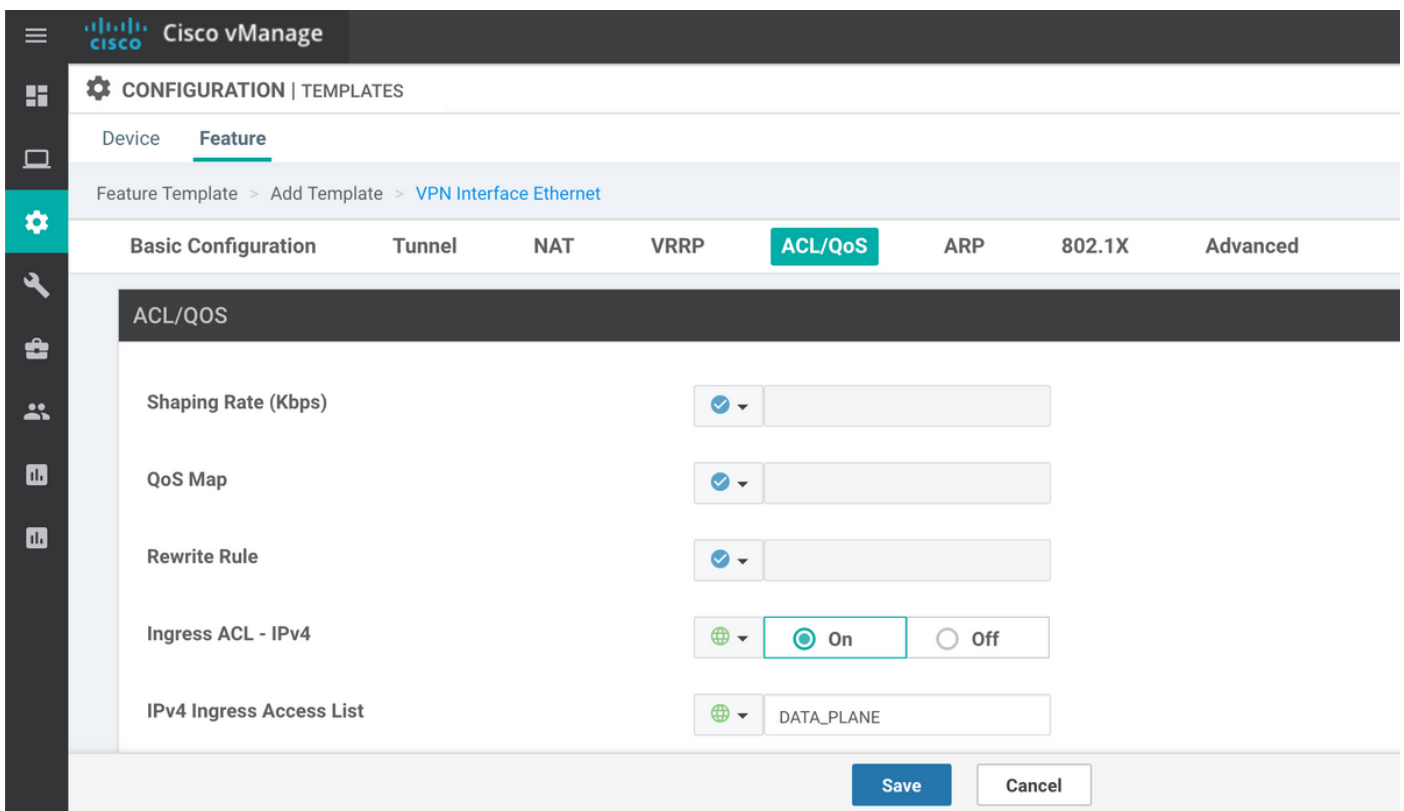 cisco Cisco vManage
CONFIGURATION | TEMPLATES
Device Feature
Feature Template > Add Template > VPN Interface Ethernet
Basic Configuration Tunnel NAT VRRP ACL/QoS ARP 802.1X Advanced
ACL/QOS
Shaping Rate (Kbps)
QoS Map
Rewrite Rule
Ingress ACL - IPv4 On Off
IPv4 Ingress Access List DATA_PLANE
Save Cancel